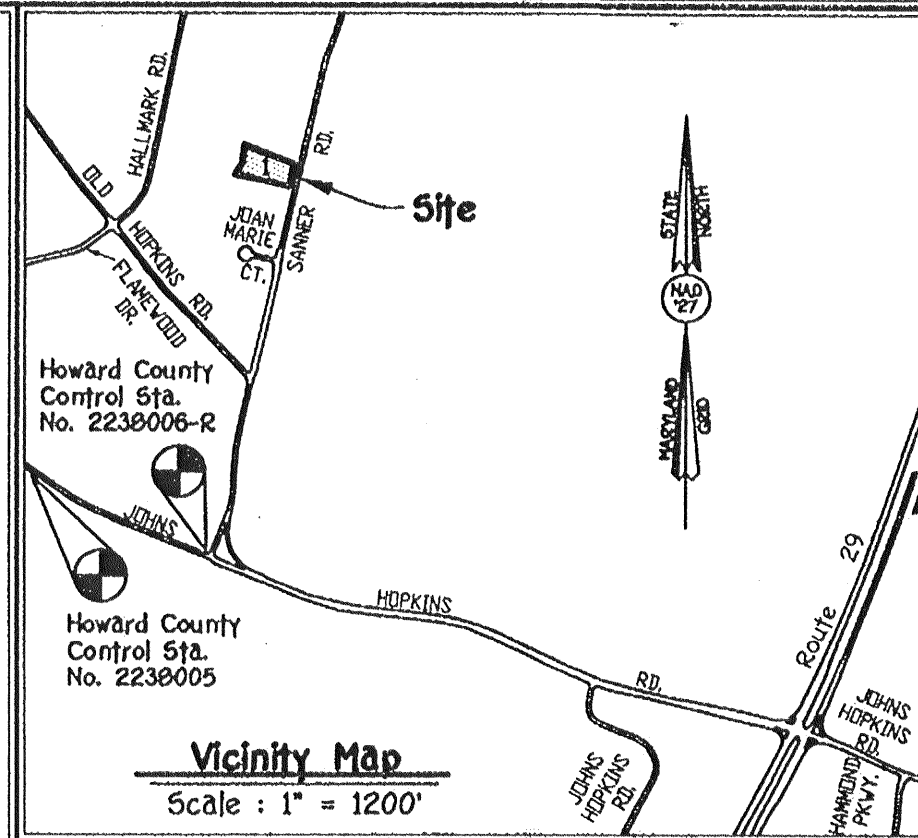 HALLMARK RD.
RD.
OLD
HOPKINS
RD.
FLAMEWOOD
DR.
1
Site
JOAN
MARIE
CT.
SANNER
STATE
NORTH
NAD
'27
MARYLAND
GRID
Howard County
Control Sta.
No. 2238006-R
JOHNS
HOPKINS
RD.
Howard County
Control Sta.
No. 2238005
Route 29
JOHNS
HOPKINS
RD.
JOHNS
HOPKINS
RD.
HAMMOND
PKWY.
Vicinity Map
Scale : 1" = 1200'